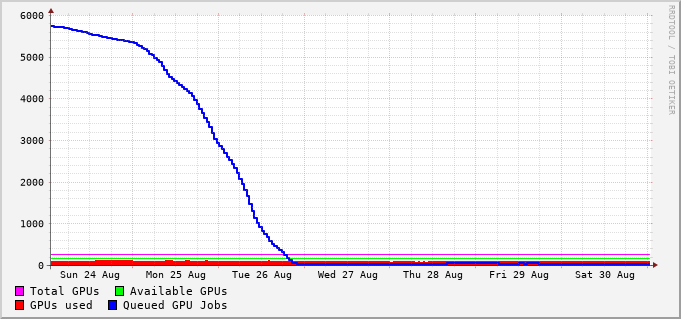 RRDTOOL / TOBI OETIKER
6000
5000
4000
3000
2000
1000
0
Sun 24 Aug Mon 25 Aug Tue 26 Aug Wed 27 Aug Thu 28 Aug Fri 29 Aug Sat 30 Aug
Total GPUs Available GPUs
GPUs used Queued GPU Jobs